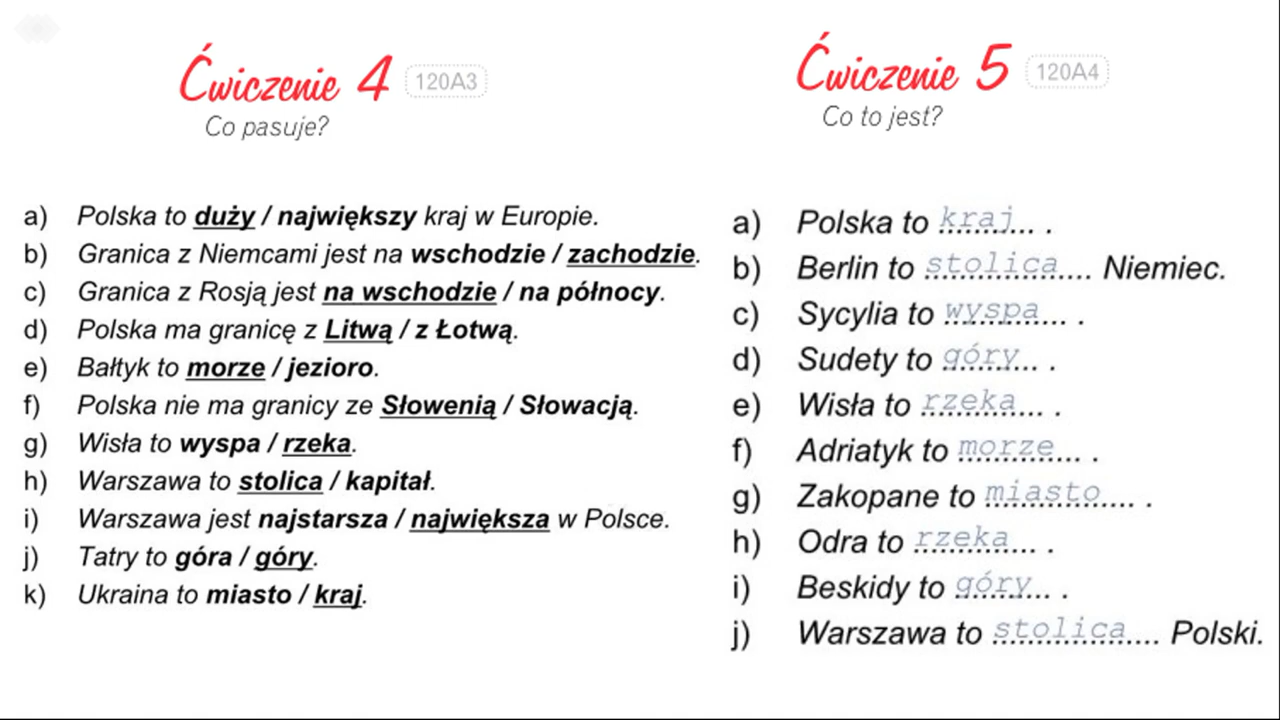 Ćwiczenie 4 120A3
Co pasuje?
a) Polska to duży / największy kraj w Europie.
b) Granica z Niemcami jest na wschodzie / zachodzie.
c) Granica z Rosją jest na wschodzie / na północy.
d) Polska ma granicę z Litwą / z Łotwą.
e) Bałtyk to morze / jezioro.
f) Polska nie ma granicy ze Słowenią / Słowacją.
g) Wisła to wyspa / rzeka.
h) Warszawa to stolica / kapitał.
i) Warszawa jest najstarsza / największa w Polsce.
j) Tatry to góra / góry.
k) Ukraina to miasto / kraj.
Ćwiczenie 5 120A4
Co to jest?
a) Polska to kraj... .
b) Berlin to stolica.... Niemiec.
c) Sycylia to wyspa... .
d) Sudety to góry... .
e) Wisła to rzeka... .
f) Adriatyk to morze... .
g) Zakopane to miasto.... .
h) Odra to rzeka... .
i) Beskidy to góry... .
j) Warszawa to stolica.... Polski.